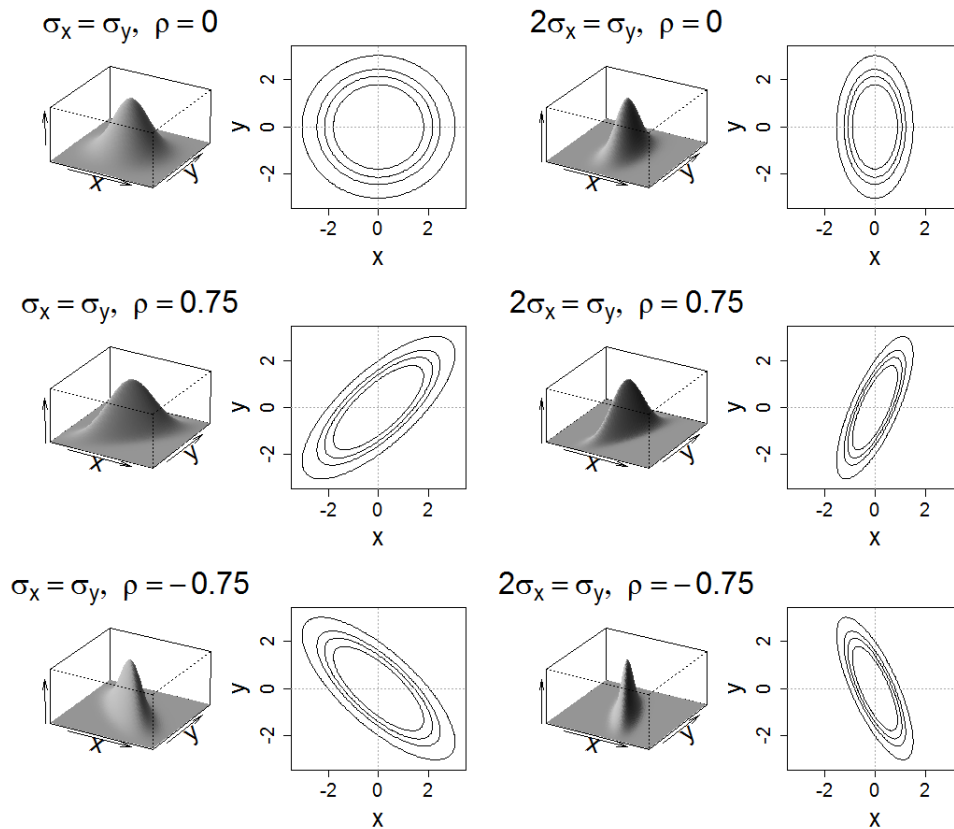 σx = σy, ρ = 0
x y
y
2
0
-2
-2 0 2
x
2σx = σy, ρ = 0
x y
y
2
0
-2
-2 0 2
x
σx = σy, ρ = 0.75
x y
y
2
0
-2
-2 0 2
x
2σx = σy, ρ = 0.75
x y
y
2
0
-2
-2 0 2
x
σx = σy, ρ = −0.75
x y
y
2
0
-2
-2 0 2
x
2σx = σy, ρ = −0.75
x y
y
2
0
-2
-2 0 2
x